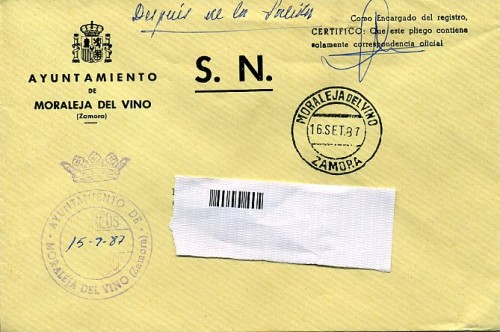 Después de la Salida
Como Encargado del registro,
CERTIFICO: Que este pliego contiene
solamente correspondencia oficial
AYUNTAMIENTO
DE
MORALEJA DEL VINO
(Zamora)
S. N.
MORALEJA DEL VINO
16.SET.87
ZAMORA
AYUNTAMIENTO DE
15-9-87
MORALEJA DEL VINO (Zamora)